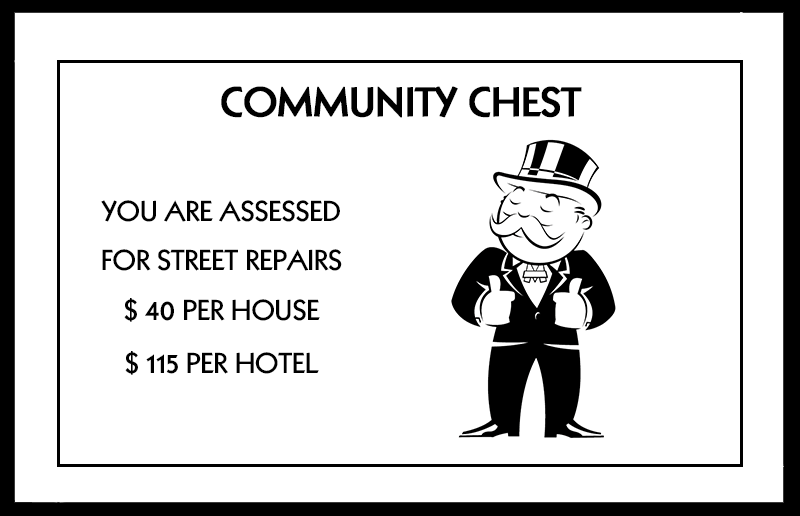 COMMUNITY CHEST
YOU ARE ASSESSED
FOR STREET REPAIRS
$ 40 PER HOUSE
$ 115 PER HOTEL